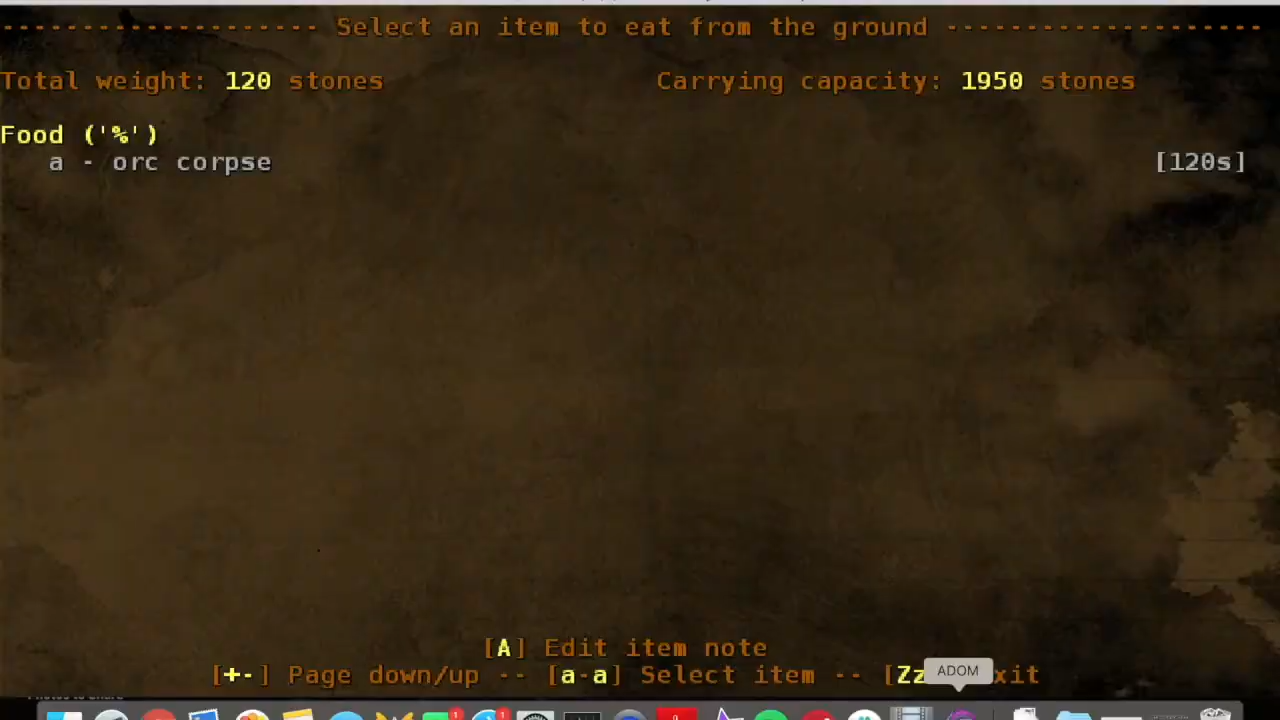 -------------------- Select an item to eat from the ground --------------------
Total weight: 120 stones Carrying capacity: 1950 stones
Food ('%')
a - orc corpse [120s]
[A] Edit item note
[+-] Page down/up -- [a-a] Select item -- [Zz xit
ADOM